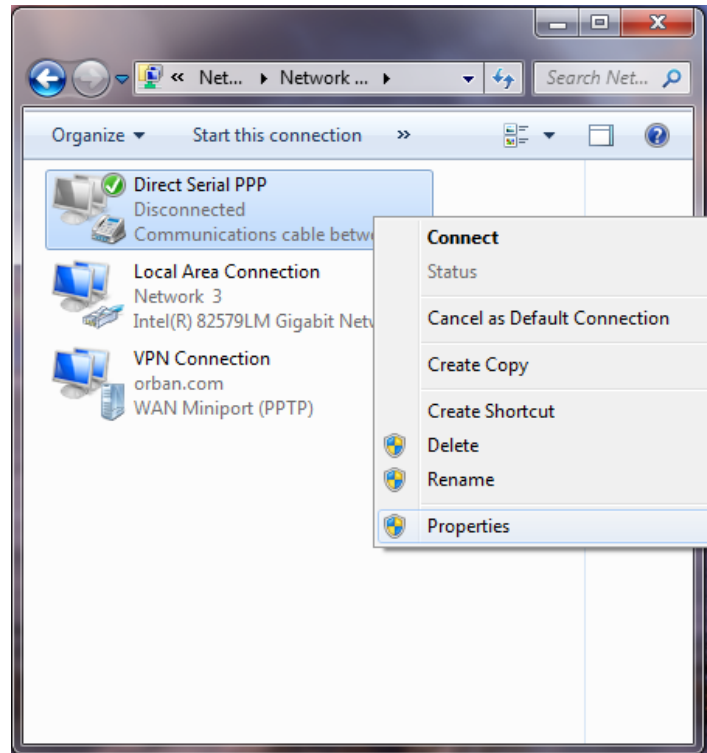 « Net... ▸ Network ... ▸
Search Net...
Organize
Start this connection
»
Direct Serial PPP
Disconnected
Communications cable betw
Local Area Connection
Network 3
Intel(R) 82579LM Gigabit Net
VPN Connection
orban.com
WAN Miniport (PPTP)
Connect
Status
Cancel as Default Connection
Create Copy
Create Shortcut
Delete
Rename
Properties